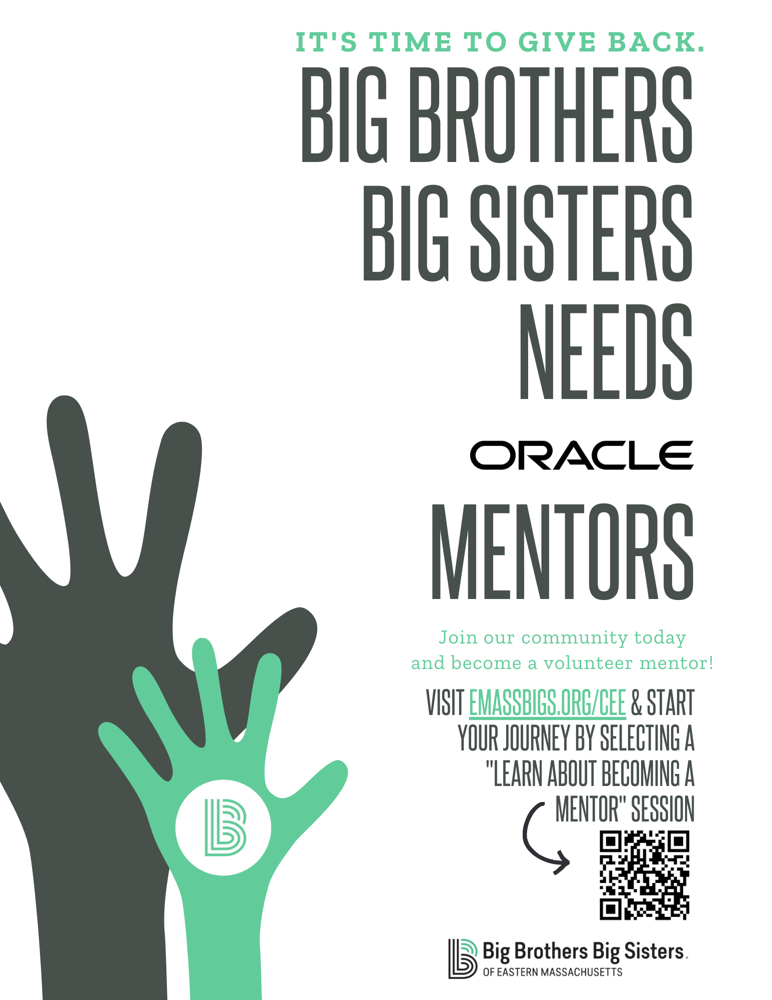 IT'S TIME TO GIVE BACK.
BIG BROTHERS
BIG SISTERS
NEEDS
ORACLE
MENTORS
Join our community today
and become a volunteer mentor!
VISIT EMASSBIGS.ORG/CEE & START
YOUR JOURNEY BY SELECTING A
"LEARN ABOUT BECOMING A
MENTOR" SESSION
B
Big Brothers Big Sisters.
OF EASTERN MASSACHUSETTS